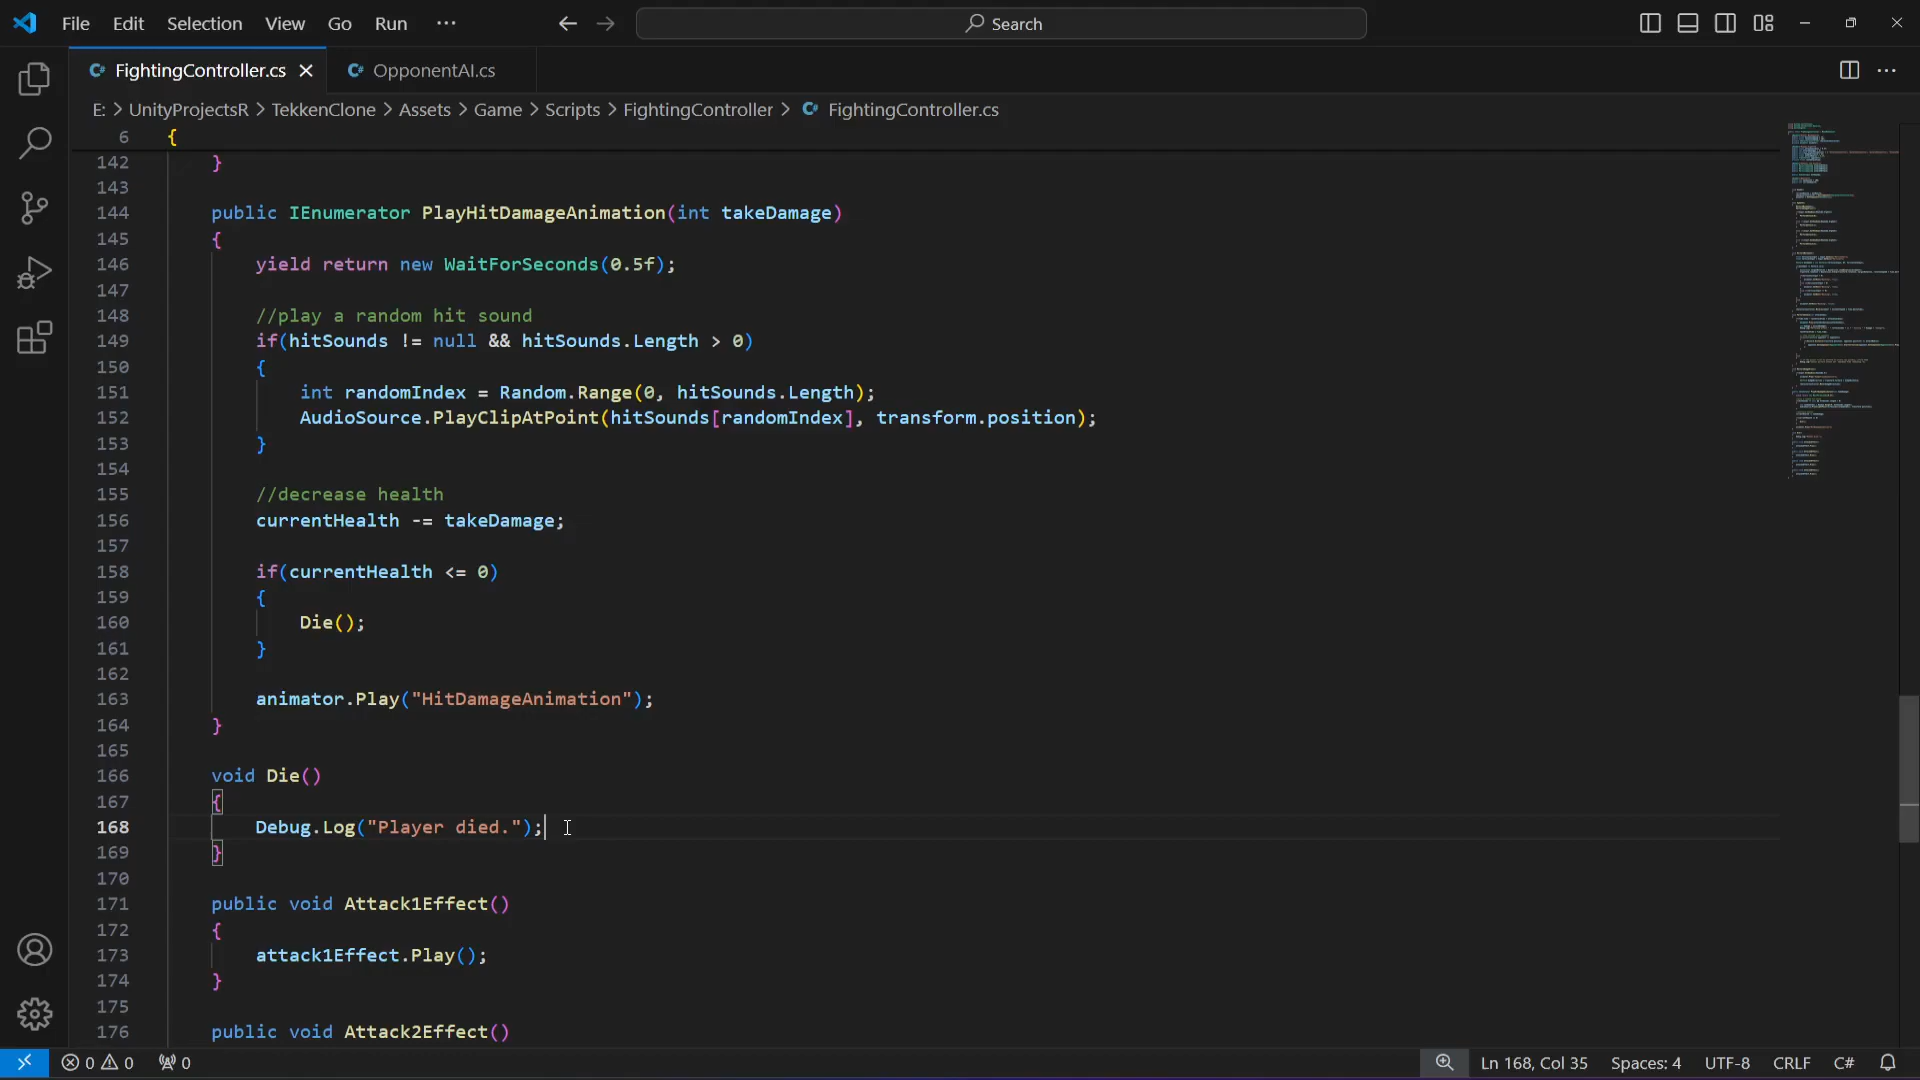 File Edit Selection View Go Run ···
Search
FightingController.cs OpponentAI.cs
E: > UnityProjectsR > TekkenClone > Assets > Game > Scripts > FightingController > FightingController.cs
6 {
142 }
143
144 public IEnumerator PlayHitDamageAnimation(int takeDamage)
145 {
146 yield return new WaitForSeconds(0.5f);
147
148 //play a random hit sound
149 if(hitSounds != null && hitSounds.Length > 0)
150 {
151 int randomIndex = Random.Range(0, hitSounds.Length);
152 AudioSource.PlayClipAtPoint(hitSounds[randomIndex], transform.position);
153 }
154
155 //decrease health
156 currentHealth -= takeDamage;
157
158 if(currentHealth <= 0)
159 {
160 Die();
161 }
162
163 animator.Play("HitDamageAnimation");
164 }
165
166 void Die()
167 {
168 Debug.Log("Player died.");
169 }
170
171 public void Attack1Effect()
172 {
173 attack1Effect.Play();
174 }
175
176 public void Attack2Effect()
0 0 0 Ln 168, Col 35 Spaces: 4 UTF-8 CRLF C#